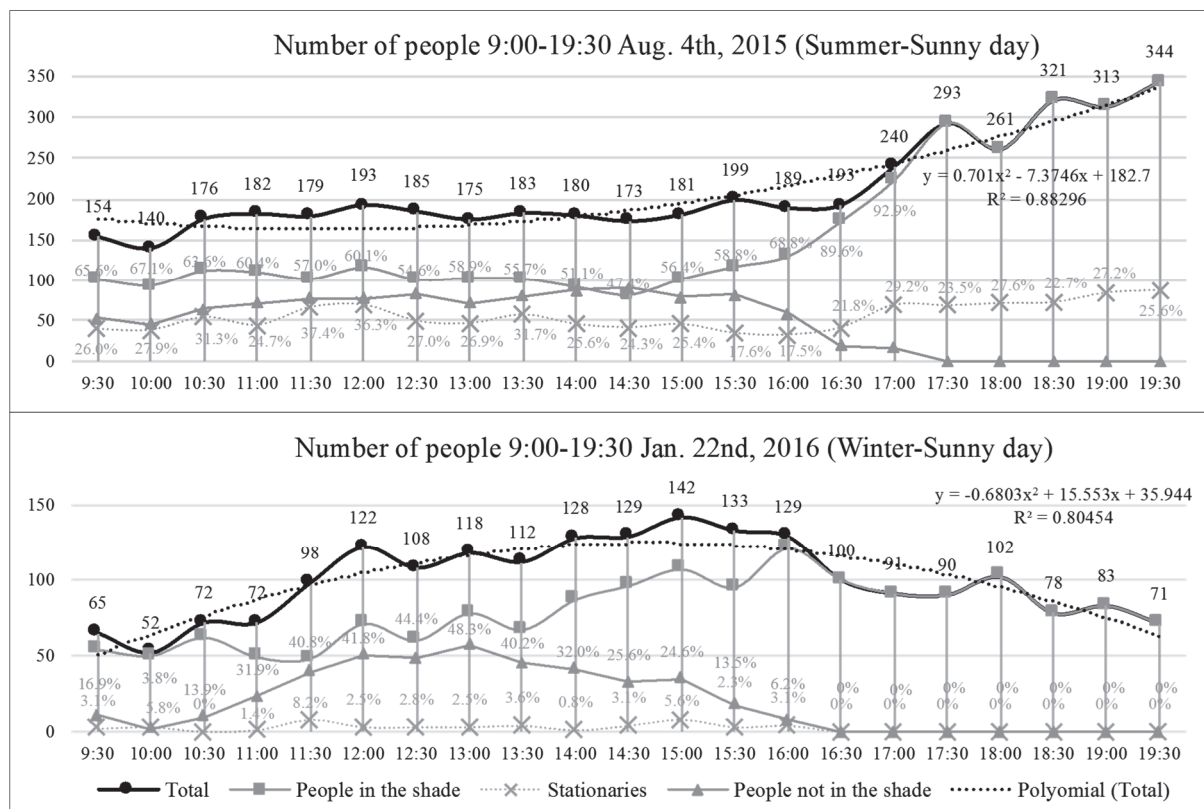 Number of people 9:00-19:30 Aug. 4th, 2015 (Summer-Sunny day)
350
300
250
200
150
100
50
0
154 140 176 182 179 193 185 175 183 180 173 181 199 189 193 240 293 261 321 313 344
y = 0.701x² - 7.3746x + 182.7
R² = 0.88296
65.6% 67.1% 63.6% 60.4% 57.0% 60.1% 54.6% 58.9% 55.7% 51.1% 47.4% 56.4% 58.8% 68.8% 89.6% 92.9%
26.0% 27.9% 31.3% 24.7% 37.4% 36.3% 27.0% 26.9% 31.7% 25.6% 24.3% 25.4% 17.6% 17.5% 21.8% 29.2% 23.5% 27.6% 22.7% 27.2% 25.6%
9:30 10:00 10:30 11:00 11:30 12:00 12:30 13:00 13:30 14:00 14:30 15:00 15:30 16:00 16:30 17:00 17:30 18:00 18:30 19:00 19:30
Number of people 9:00-19:30 Jan. 22nd, 2016 (Winter-Sunny day)
y = -0.6803x² + 15.553x + 35.944
R² = 0.80454
150
100
50
0
65 52 72 72 98 122 108 118 112 128 129 142 133 129 100 91 90 102 78 83 71
16.9% 3.8% 13.9% 31.9% 40.8% 41.8% 44.4% 48.3% 40.2% 32.0% 25.6% 24.6% 13.5% 6.2% 0% 0% 0% 0% 0% 0% 0%
3.1% 5.8% 0% 1.4% 8.2% 2.5% 2.8% 2.5% 3.6% 0.8% 3.1% 5.6% 2.3% 3.1% 0% 0% 0% 0% 0% 0% 0%
9:30 10:00 10:30 11:00 11:30 12:00 12:30 13:00 13:30 14:00 14:30 15:00 15:30 16:00 16:30 17:00 17:30 18:00 18:30 19:00 19:30
Total People in the shade Stationaries People not in the shade Polyomial (Total)